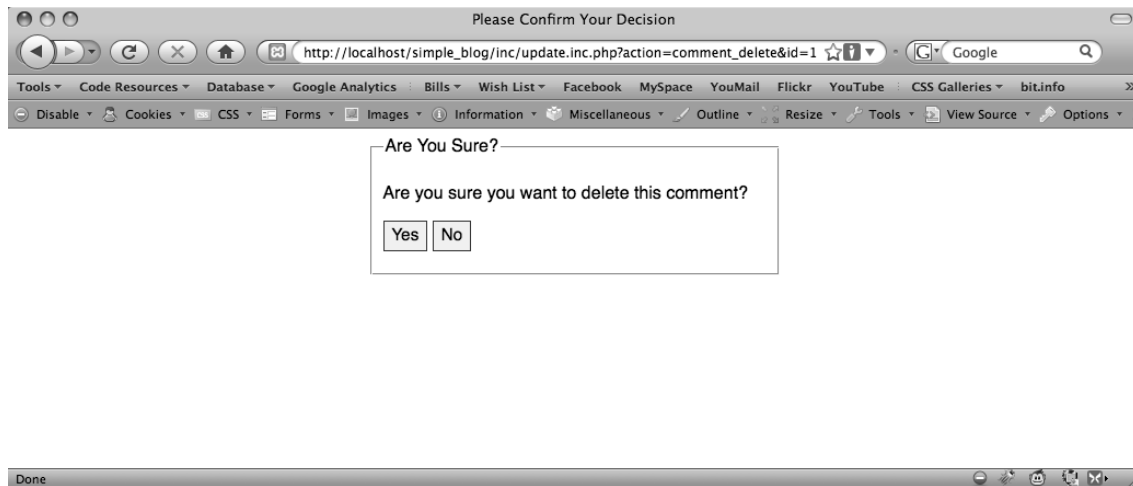 Please Confirm Your Decision
http://localhost/simple_blog/inc/update.inc.php?action=comment_delete&id=1 G Google
Tools Code Resources Database Google Analytics Bills Wish List Facebook MySpace YouMail Flickr YouTube CSS Galleries bit.info »
Disable Cookies CSS Forms Images Information Miscellaneous Outline Resize Tools View Source Options
Are You Sure?
Are you sure you want to delete this comment?
Yes No
Done